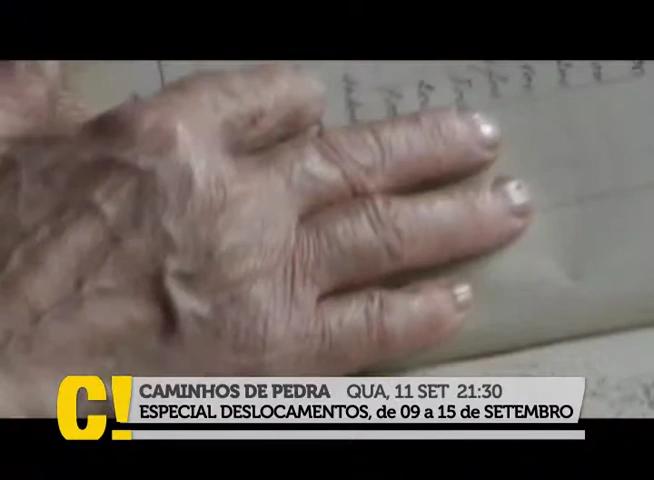 C!
CAMINHOS DE PEDRA QUA, 11 SET 21:30
ESPECIAL DESLOCAMENTOS, de 09 a 15 de SETEMBRO